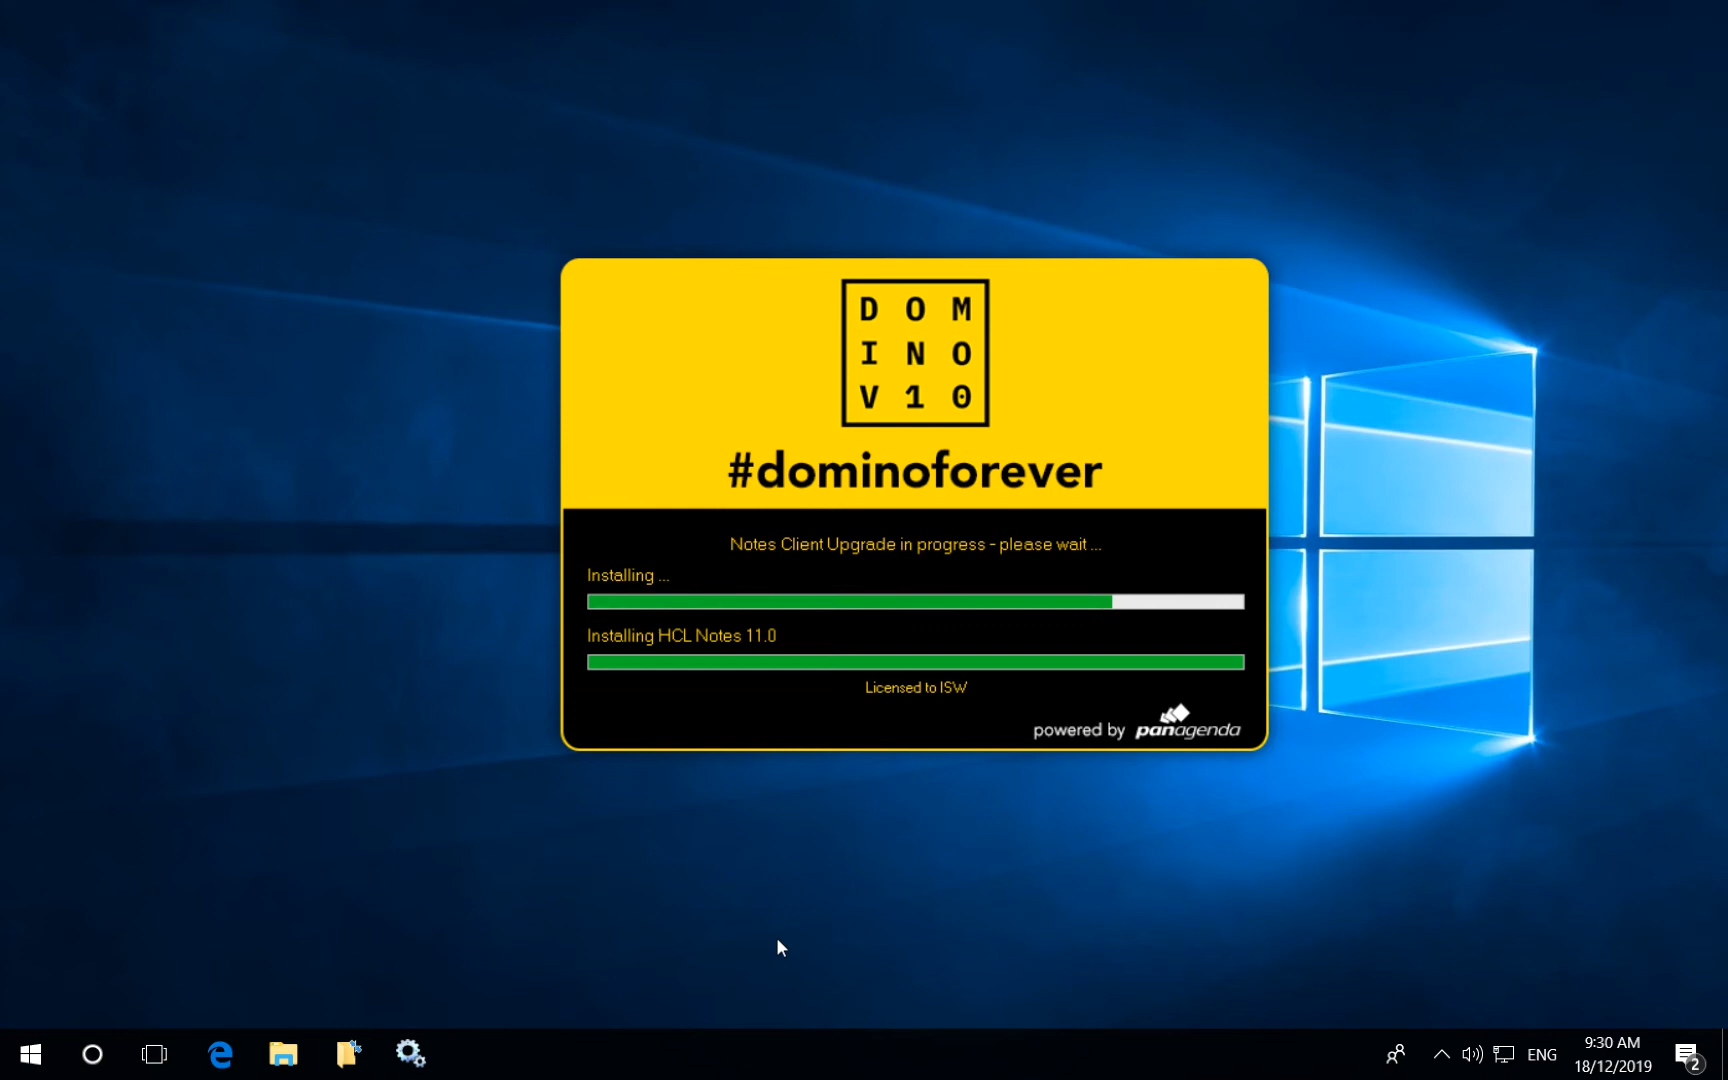 D O M
I N O
V 1 0
#dominoforever
Notes Client Upgrade in progress - please wait ...
Installing ...
Installing HCL Notes 11.0
Licensed to ISW
powered by panagenda
ENG
9:30 AM
18/12/2019
2